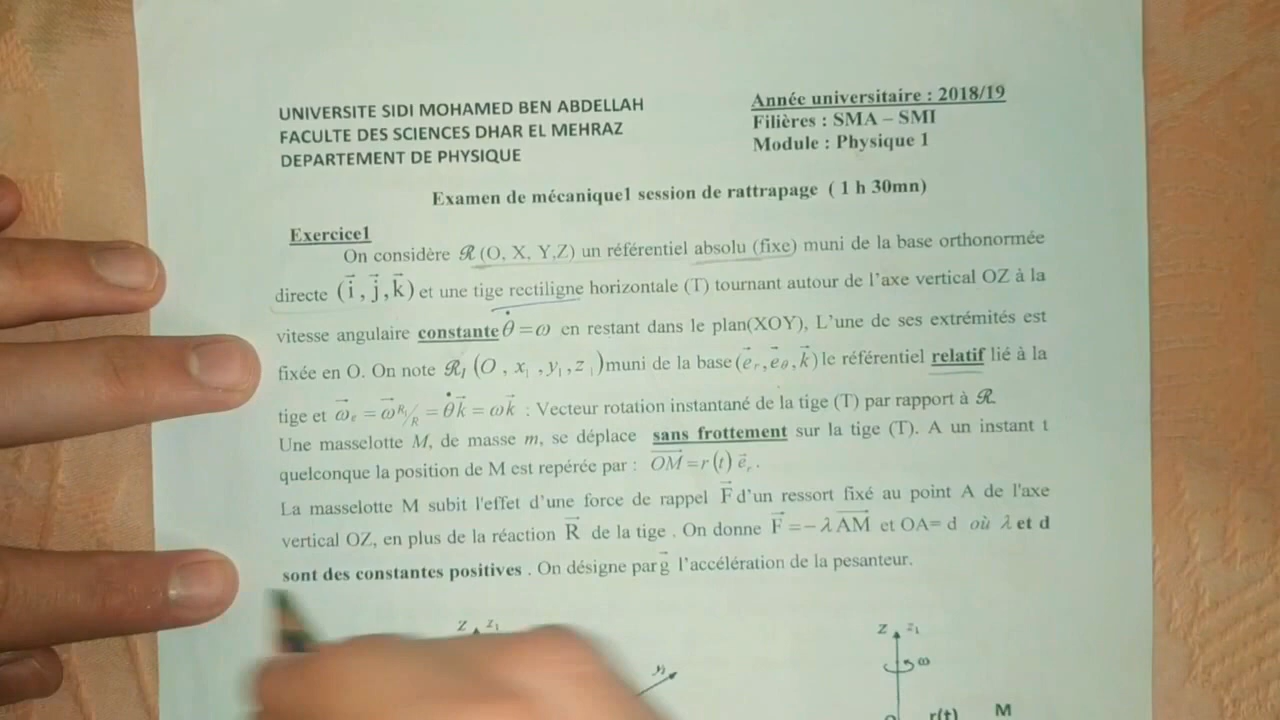 UNIVERSITE SIDI MOHAMED BEN ABDELLAH
FACULTE DES SCIENCES DHAR EL MEHRAZ
DEPARTEMENT DE PHYSIQUE
Année universitaire : 2018/19
Filières : SMA – SMI
Module : Physique 1
Examen de mécanique1 session de rattrapage ( 1 h 30mn)
Exercice1
On considère ℛ (O, X, Y,Z) un référentiel absolu (fixe) muni de la base orthonormée
directe (i⃗ , j⃗ , k⃗ ) et une tige rectiligne horizontale (T) tournant autour de l'axe vertical OZ à la
vitesse angulaire constante θ̇ = ω en restant dans le plan(XOY), L'une de ses extrémités est
fixée en O. On note ℛ₁ (O , x₁ , y₁ , z ₁)muni de la base (e⃗ᵣ, e⃗_θ, k⃗) le référentiel relatif lié à la
tige et ω⃗ₑ = ω⃗^{R₁/R} = θ̇ k⃗ = ω k⃗ : Vecteur rotation instantané de la tige (T) par rapport à ℛ.
Une masselotte M, de masse m, se déplace sans frottement sur la tige (T). A un instant t
quelconque la position de M est repérée par : OM⃗ = r (t) e⃗ᵣ .
La masselotte M subit l'effet d'une force de rappel F⃗ d'un ressort fixé au point A de l'axe
vertical OZ, en plus de la réaction R⃗ de la tige . On donne F⃗ = – λ AM⃗ et OA= d où λ et d
sont des constantes positives . On désigne par g⃗ l'accélération de la pesanteur.
Z z₁
y₁
Z z₁
ω
r(t) M